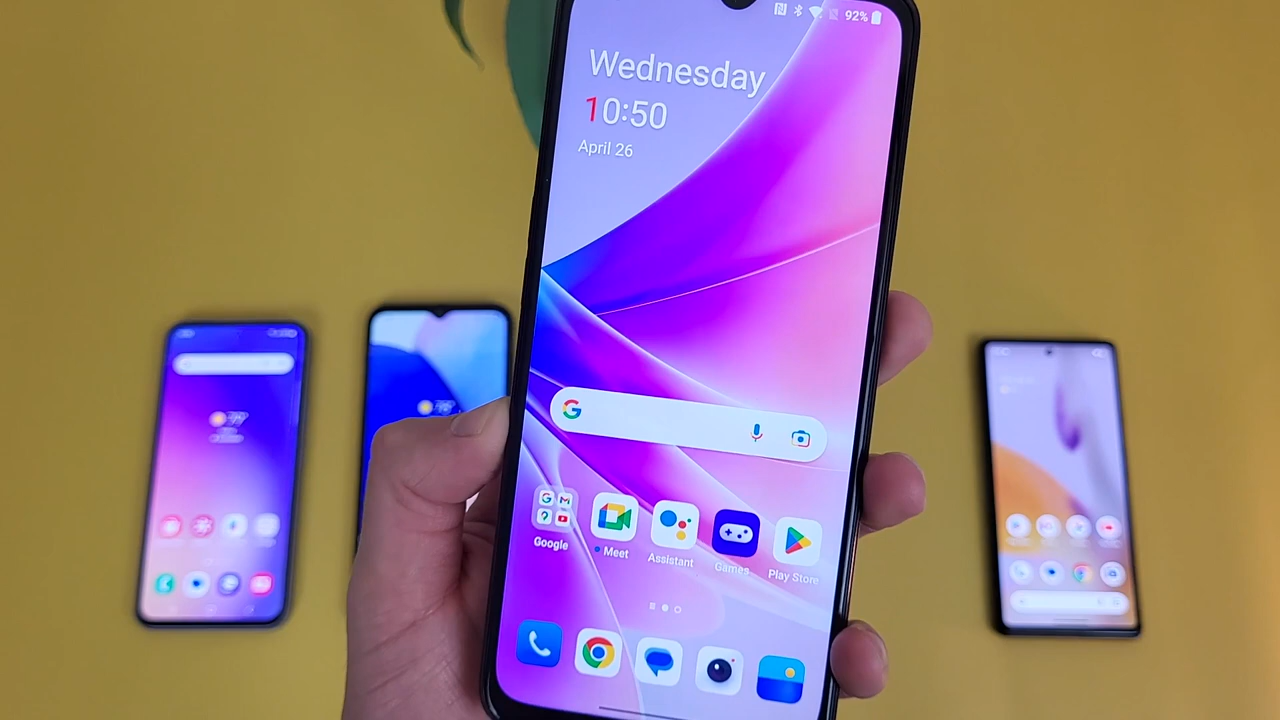 92%
Wednesday
10:50
April 26
Google
Meet
Assistant
Games
Play Store